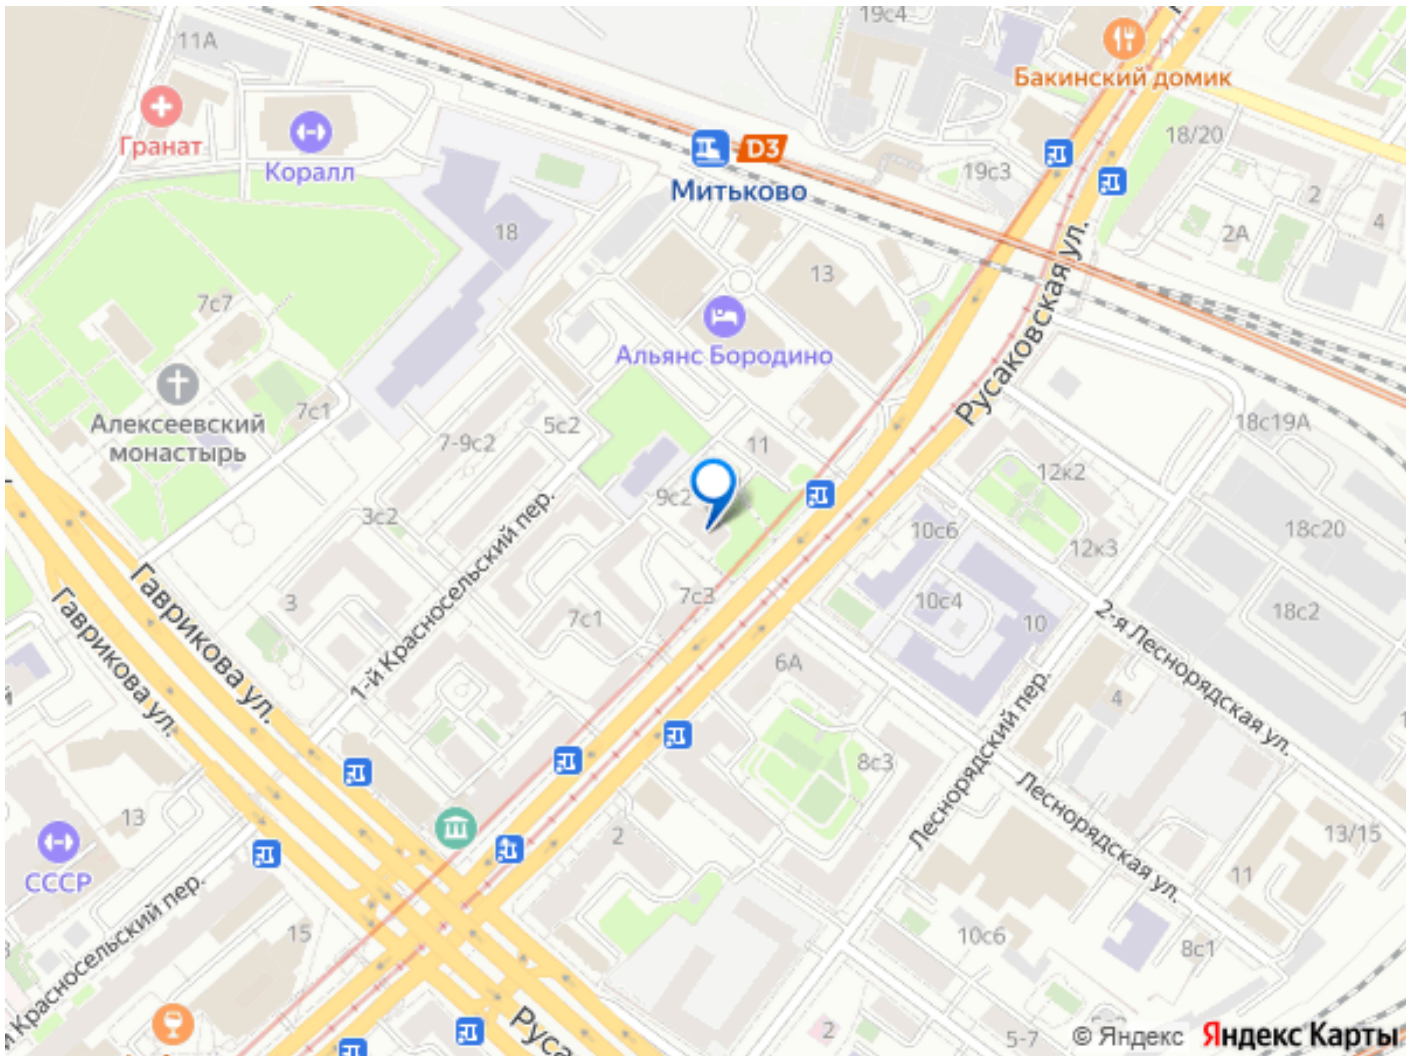 19с4
11А
Бакинский домик
Гранат
Коралл
D3
Митьково
18/20
19с3
2
4
2А
18
13
7с7
Альянс Бородино
Русаковская ул.
Алексеевский
монастырь
7с1
5с2
7-9с2
11
18с19А
12к2
9с2
3с2
10с6
12к3
18с20
1-й Красносельский пер.
Гаврикова ул.
Гаврикова ул.
3
7с1
7с3
10с4
10
18с2
2-я Леснорядская ул.
6А
4
Леснорядский пер.
8с3
Леснорядская ул.
13
2
13/15
СССР
11
Красносельский пер.
15
10с6
8с1
2
5-7
Руса
© Яндекс Яндекс Карты